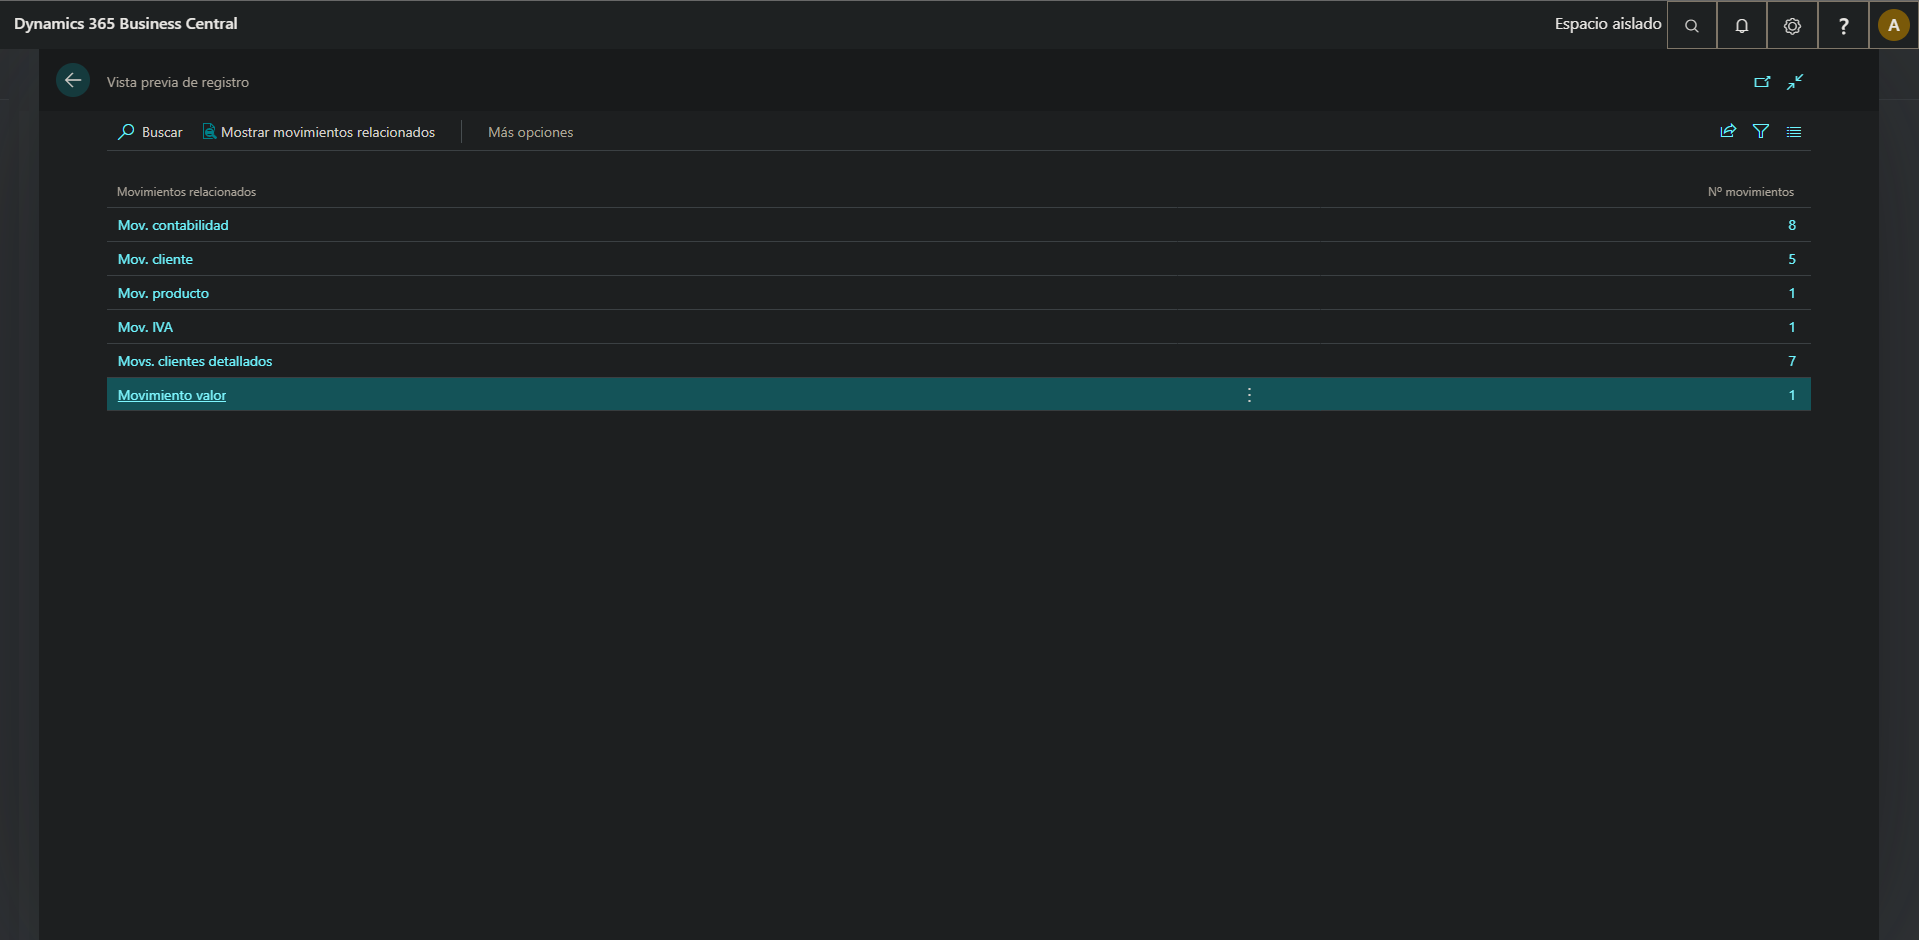 Dynamics 365 Business Central
Espacio aislado
?
A
Vista previa de registro
Buscar
Mostrar movimientos relacionados
Más opciones
Movimientos relacionados
Nº movimientos
Mov. contabilidad 8
Mov. cliente 5
Mov. producto 1
Mov. IVA 1
Movs. clientes detallados 7
Movimiento valor 1